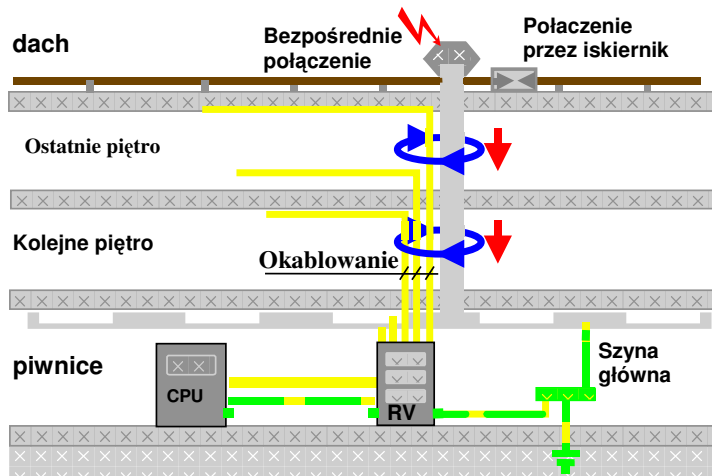 dach
Bezpośrednie
połączenie
Połaczenie
przez iskiernik
Ostatnie piętro
Kolejne piętro
Okablowanie
piwnice
CPU
RV
Szyna
główna